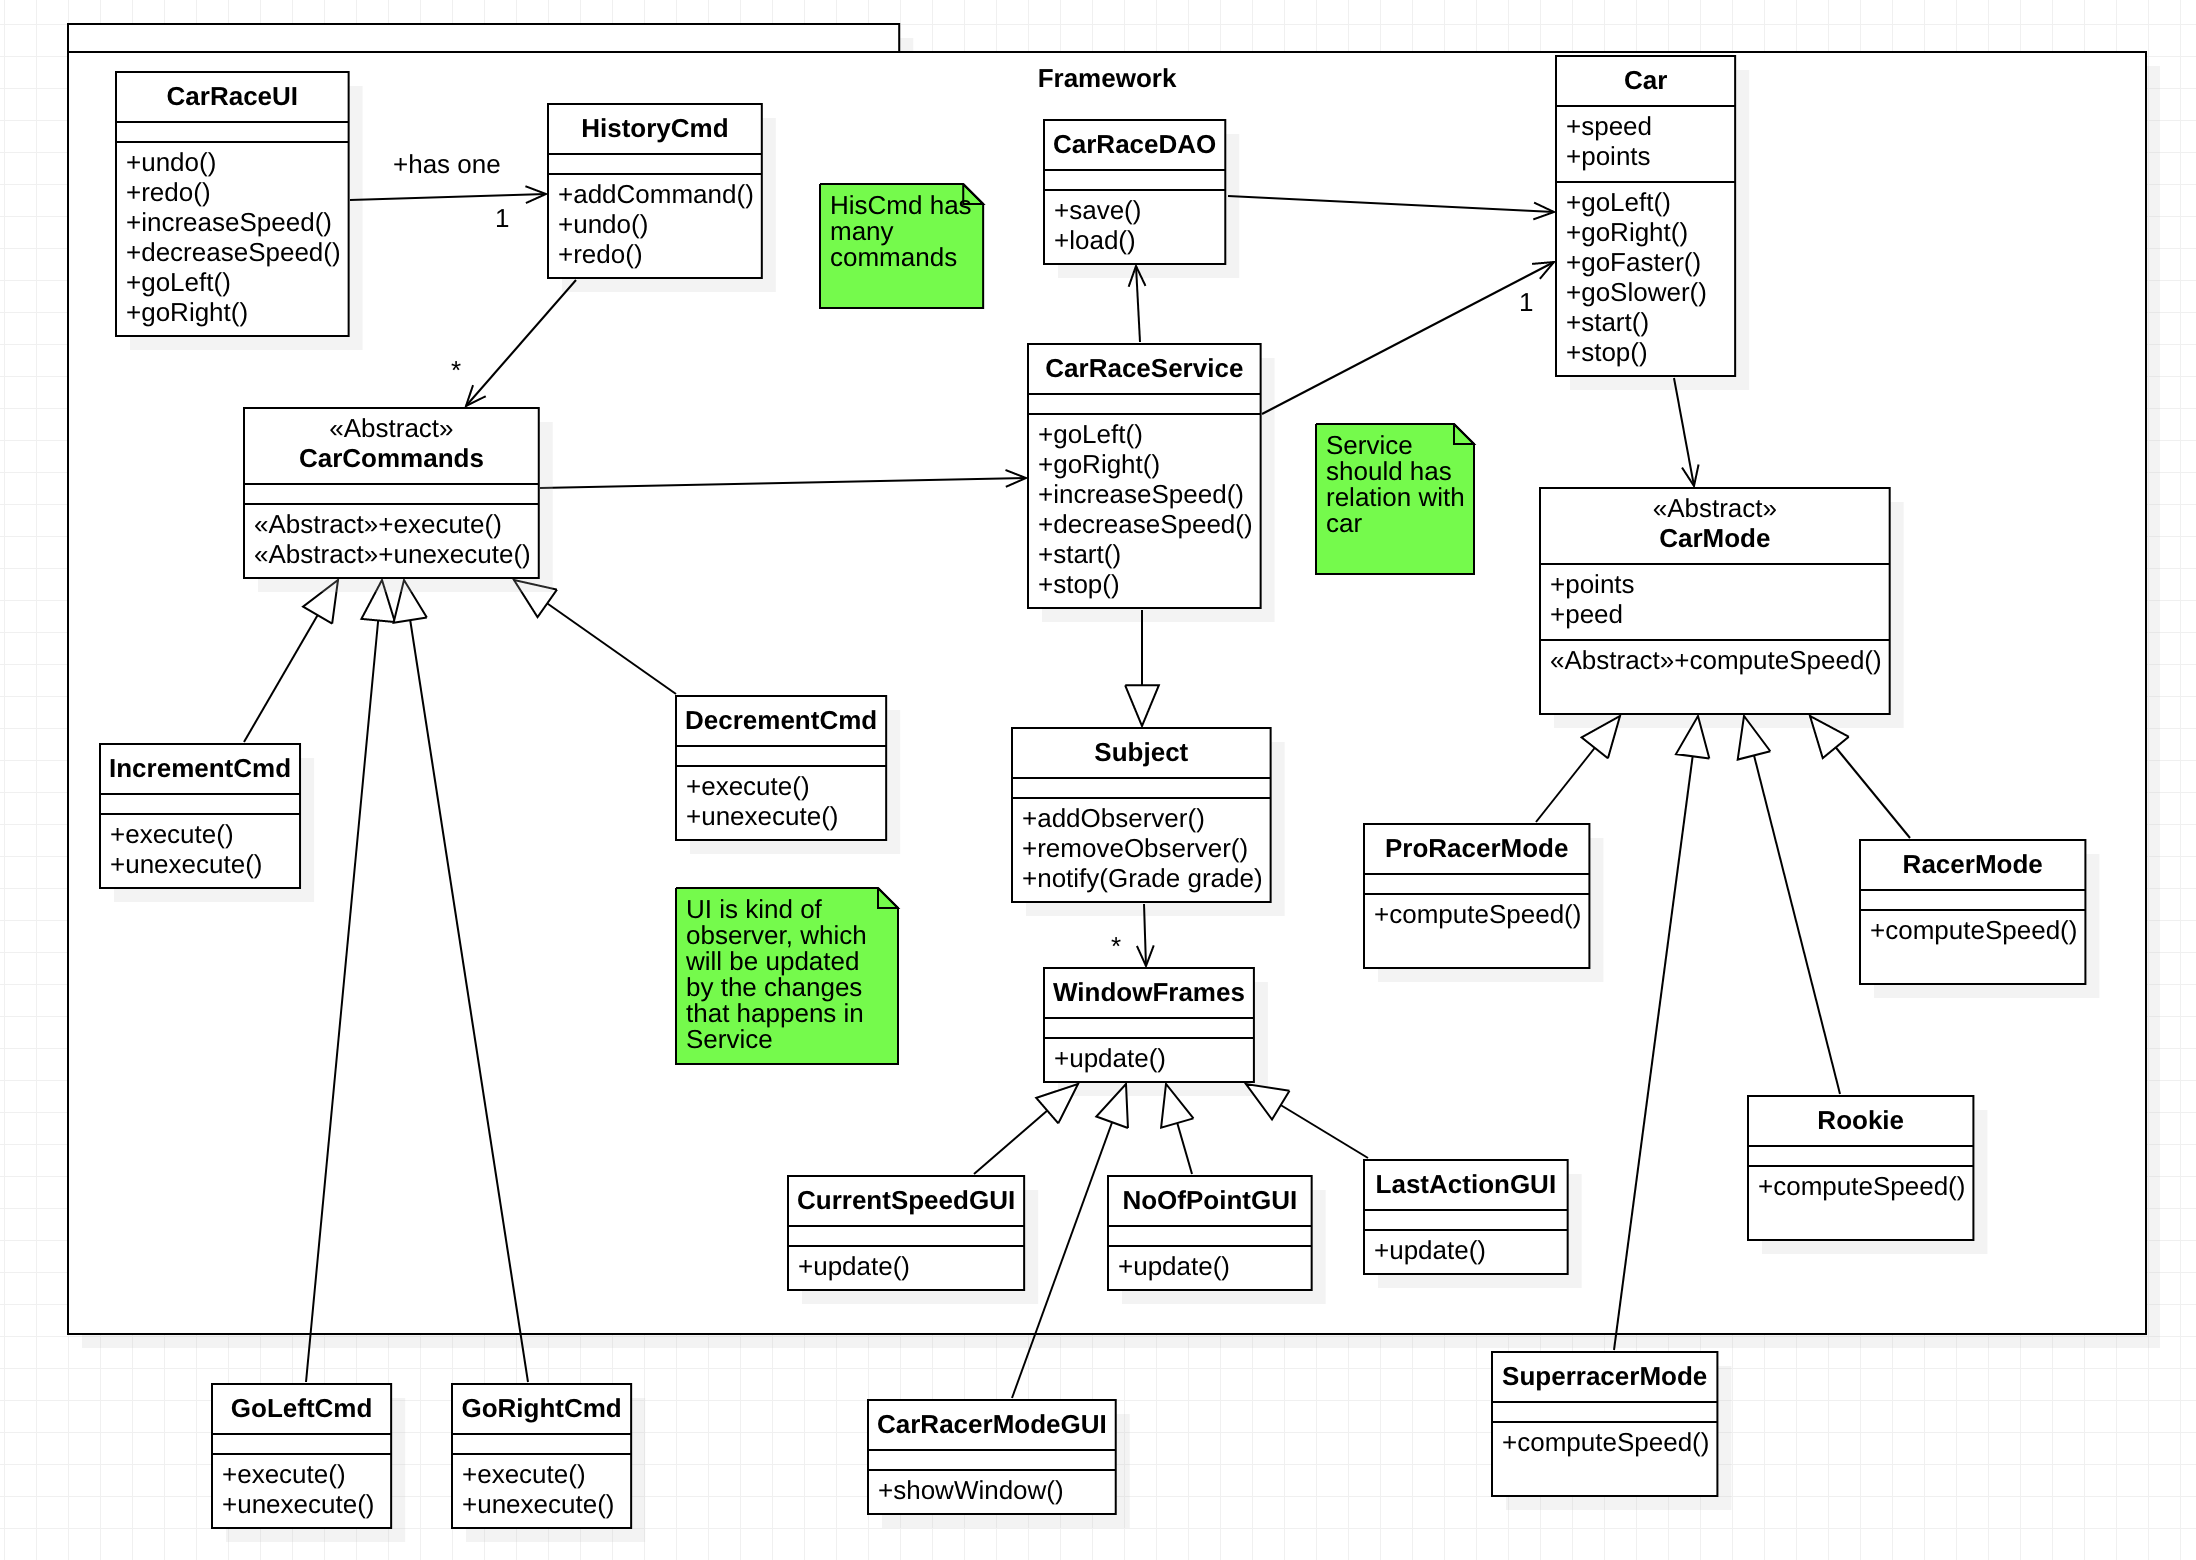 Framework
CarRaceUI
+undo()
+redo()
+increaseSpeed()
+decreaseSpeed()
+goLeft()
+goRight()
+has one
1
HistoryCmd
+addCommand()
+undo()
+redo()
HisCmd has
many
commands
CarRaceDAO
+save()
+load()
Car
+speed
+points
+goLeft()
+goRight()
+goFaster()
+goSlower()
+start()
+stop()
1
*
«Abstract»
CarCommands
«Abstract»+execute()
«Abstract»+unexecute()
CarRaceService
+goLeft()
+goRight()
+increaseSpeed()
+decreaseSpeed()
+start()
+stop()
Service
should has
relation with
car
«Abstract»
CarMode
+points
+peed
«Abstract»+computeSpeed()
IncrementCmd
+execute()
+unexecute()
DecrementCmd
+execute()
+unexecute()
Subject
+addObserver()
+removeObserver()
+notify(Grade grade)
ProRacerMode
+computeSpeed()
RacerMode
+computeSpeed()
UI is kind of
observer, which
will be updated
by the changes
that happens in
Service
*
WindowFrames
+update()
CurrentSpeedGUI
+update()
NoOfPointGUI
+update()
LastActionGUI
+update()
Rookie
+computeSpeed()
GoLeftCmd
+execute()
+unexecute()
GoRightCmd
+execute()
+unexecute()
CarRacerModeGUI
+showWindow()
SuperracerMode
+computeSpeed()